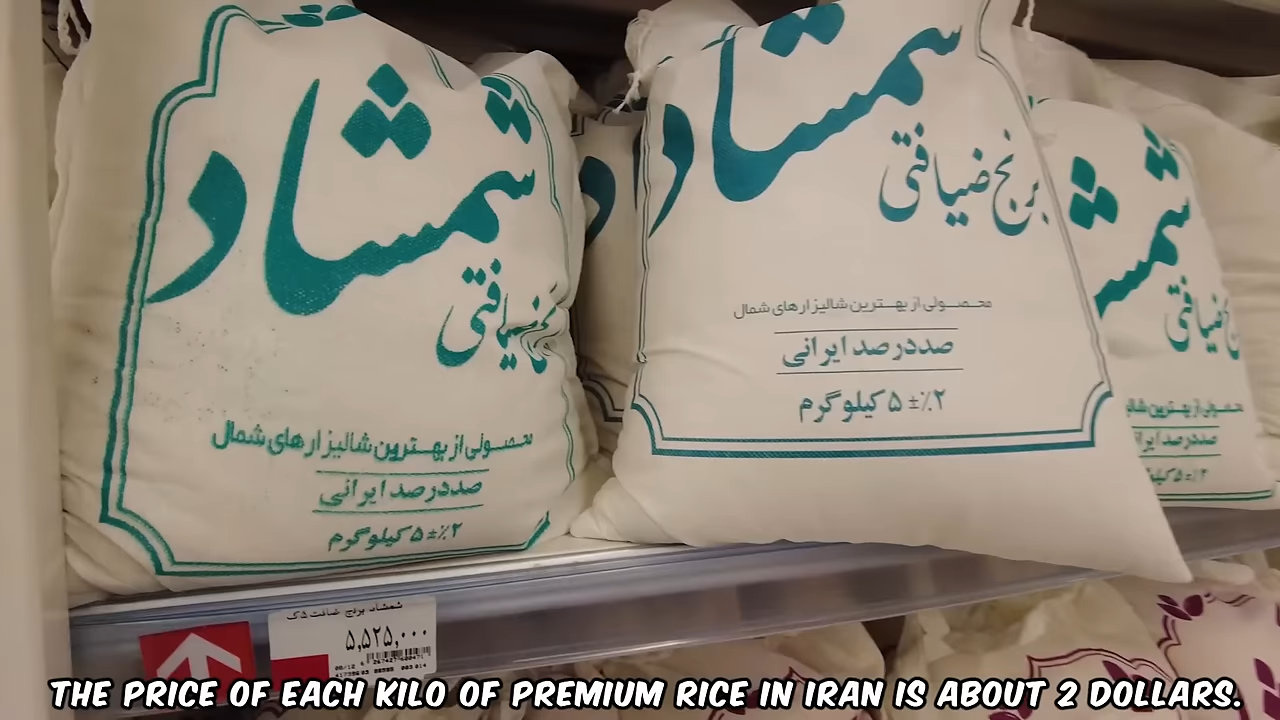 شمشاد
برنج ضیافتی
محصولی از بهترین شالیزارهای شمال
صددرصد ایرانی
۵ کیلوگرم ±٪۲
شمشاد
برنج ضیافتی
محصولی از بهترین شالیزارهای شمال
صددرصد ایرانی
۵ کیلوگرم ±٪۲
ضیافتی
شمشاد برنج ضیافت ۵ک
۵,۵۲۵,۰۰۰
THE PRICE OF EACH KILO OF PREMIUM RICE IN IRAN IS ABOUT 2 DOLLARS.